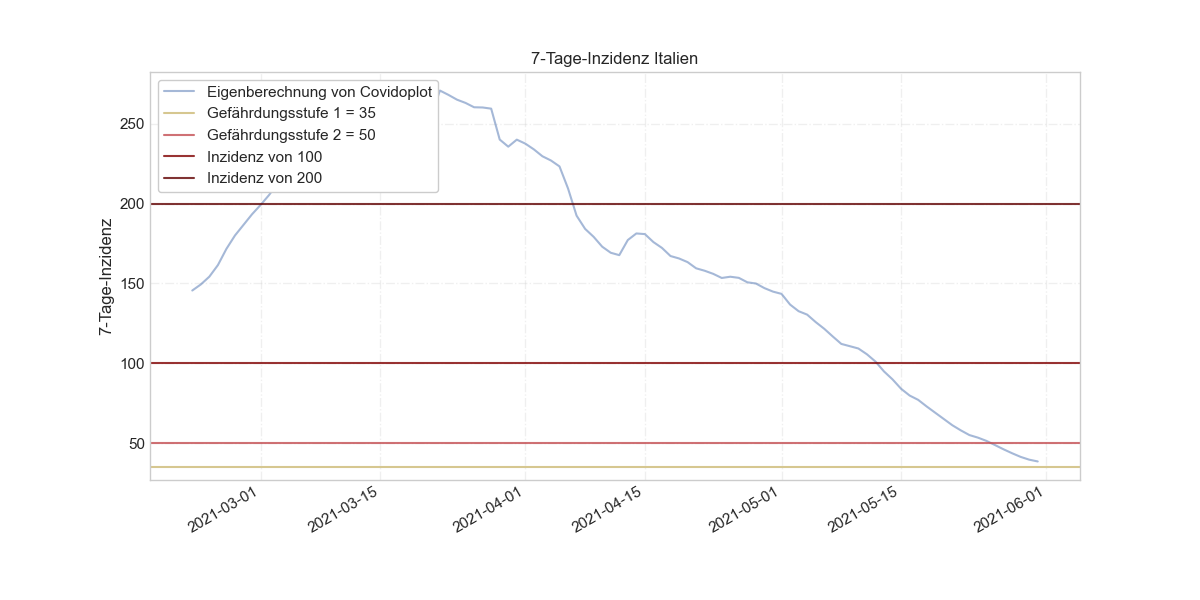 7-Tage-Inzidenz Italien
Eigenberechnung von Covidoplot
Gefährdungsstufe 1 = 35
Gefährdungsstufe 2 = 50
Inzidenz von 100
Inzidenz von 200
7-Tage-Inzidenz
250
200
150
100
50
2021-03-01
2021-03-15
2021-04-01
2021-04-15
2021-05-01
2021-05-15
2021-06-01